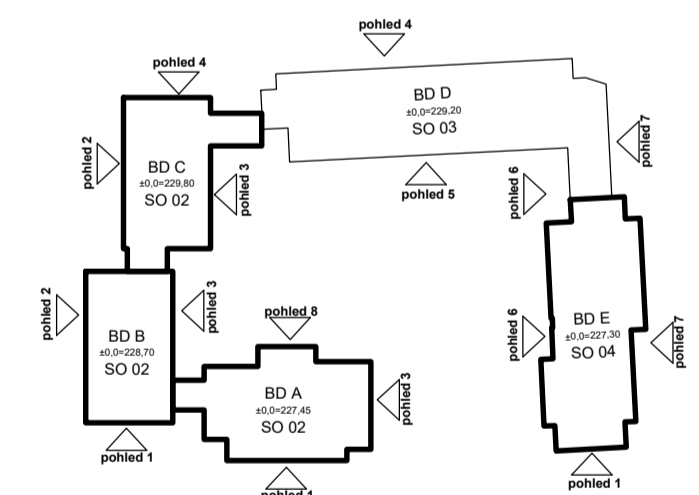 pohled 4
pohled 4
BD D
±0,0=229,20
SO 03
pohled 2
BD C
±0,0=229,80
SO 02
pohled 3
pohled 7
pohled 5
pohled 6
pohled 2
pohled 3
pohled 8
BD B
±0,0=228,70
SO 02
BD E
±0,0=227,30
SO 04
pohled 6
pohled 7
BD A
±0,0=227,45
SO 02
pohled 3
pohled 1
pohled 1
pohled 1